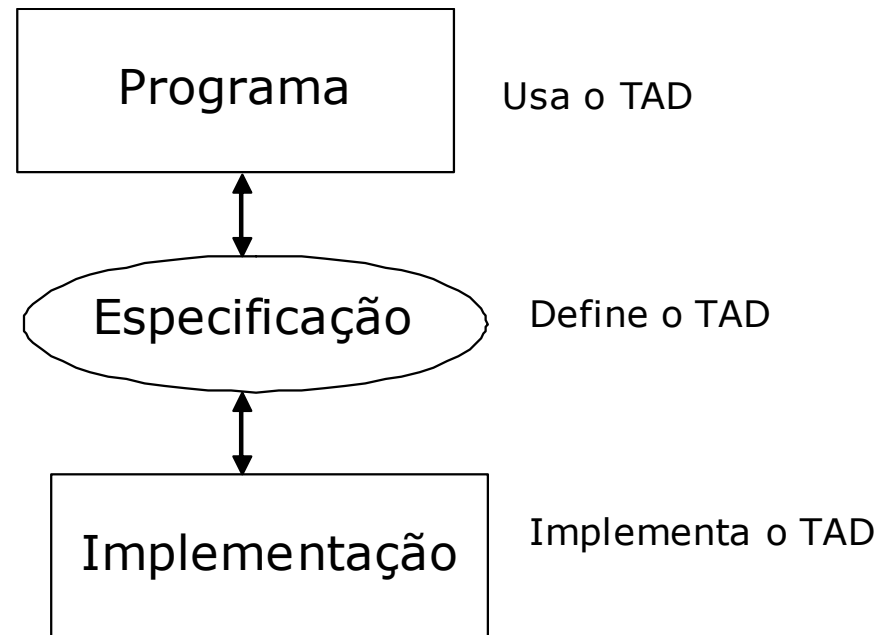 Programa
Usa o TAD
Especificação
Define o TAD
Implementação
Implementa o TAD